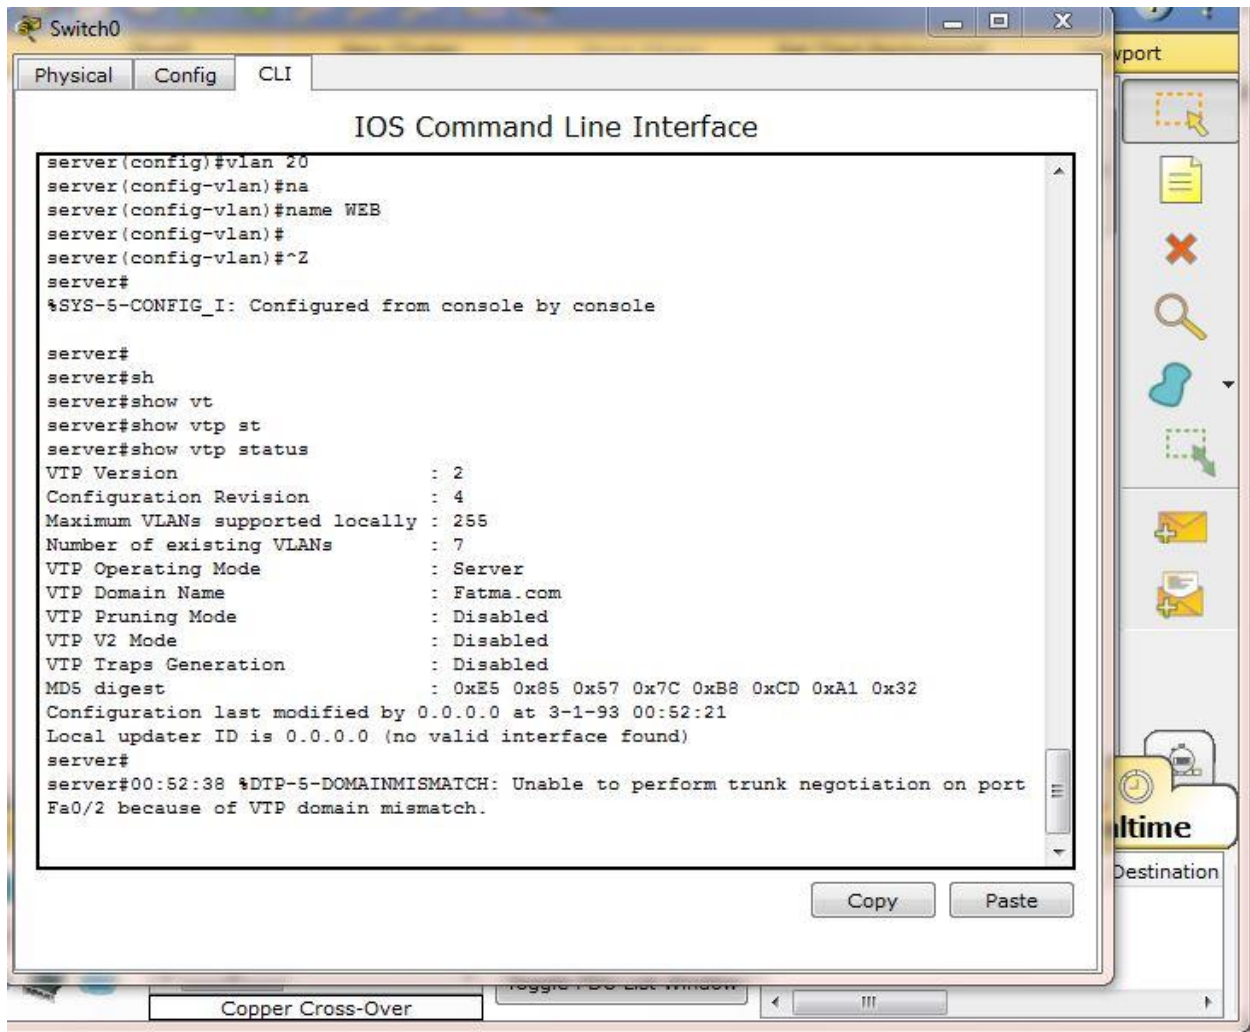 Switch0
Physical
Config
CLI
IOS Command Line Interface
server(config)#vlan 20
server(config-vlan)#na
server(config-vlan)#name WEB
server(config-vlan)#
server(config-vlan)#^Z
server#
%SYS-5-CONFIG_I: Configured from console by console
server#
server#sh
server#show vt
server#show vtp st
server#show vtp status
VTP Version : 2
Configuration Revision : 4
Maximum VLANs supported locally : 255
Number of existing VLANs : 7
VTP Operating Mode : Server
VTP Domain Name : Fatma.com
VTP Pruning Mode : Disabled
VTP V2 Mode : Disabled
VTP Traps Generation : Disabled
MD5 digest : 0xE5 0x85 0x57 0x7C 0xB8 0xCD 0xA1 0x32
Configuration last modified by 0.0.0.0 at 3-1-93 00:52:21
Local updater ID is 0.0.0.0 (no valid interface found)
server#
server#00:52:38 %DTP-5-DOMAINMISMATCH: Unable to perform trunk negotiation on port
Fa0/2 because of VTP domain mismatch.
Copy
Paste
vport
ltime
Destination
Toggle PDU List Window
Copper Cross-Over